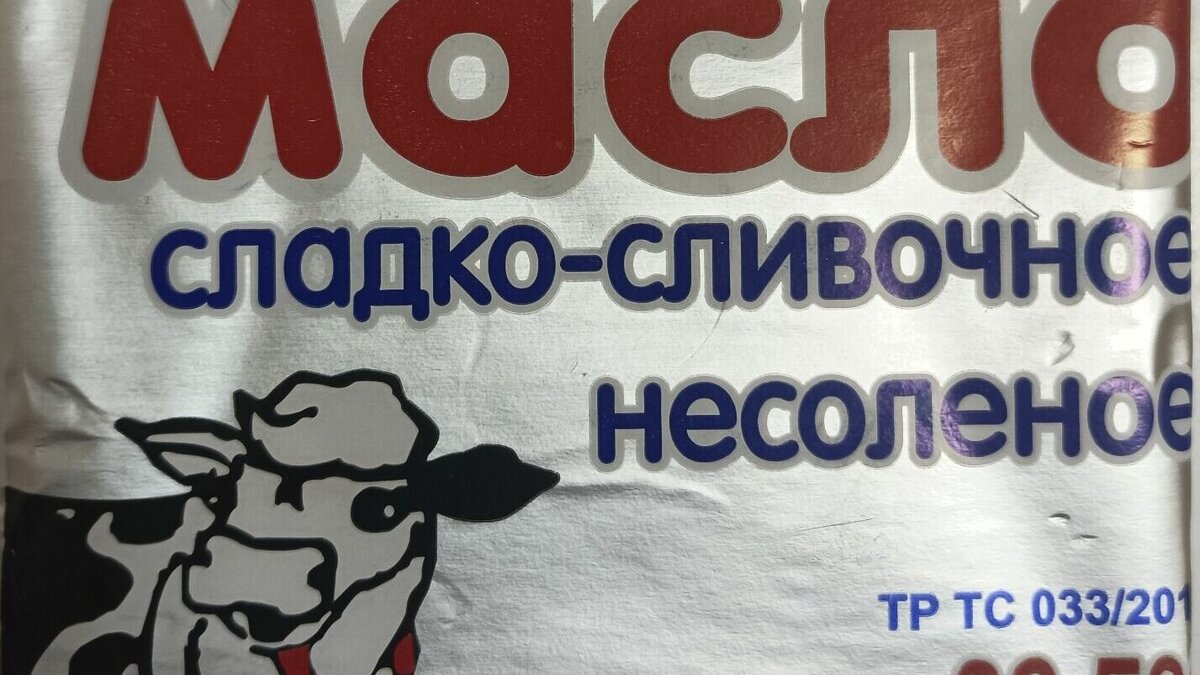 масло
сладко-сливочное
несоленое
ТР ТС 033/201